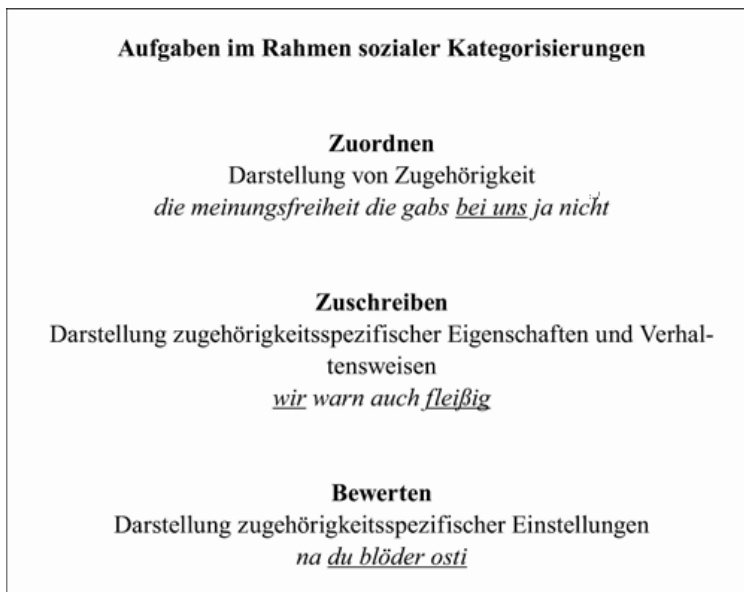 Aufgaben im Rahmen sozialer Kategorisierungen
Zuordnen
Darstellung von Zugehörigkeit
die meinungsfreiheit die gabs bei uns ja nicht
Zuschreiben
Darstellung zugehörigkeitsspezifischer Eigenschaften und Verhal-
tensweisen
wir warn auch fleißig
Bewerten
Darstellung zugehörigkeitsspezifischer Einstellungen
na du blöder osti